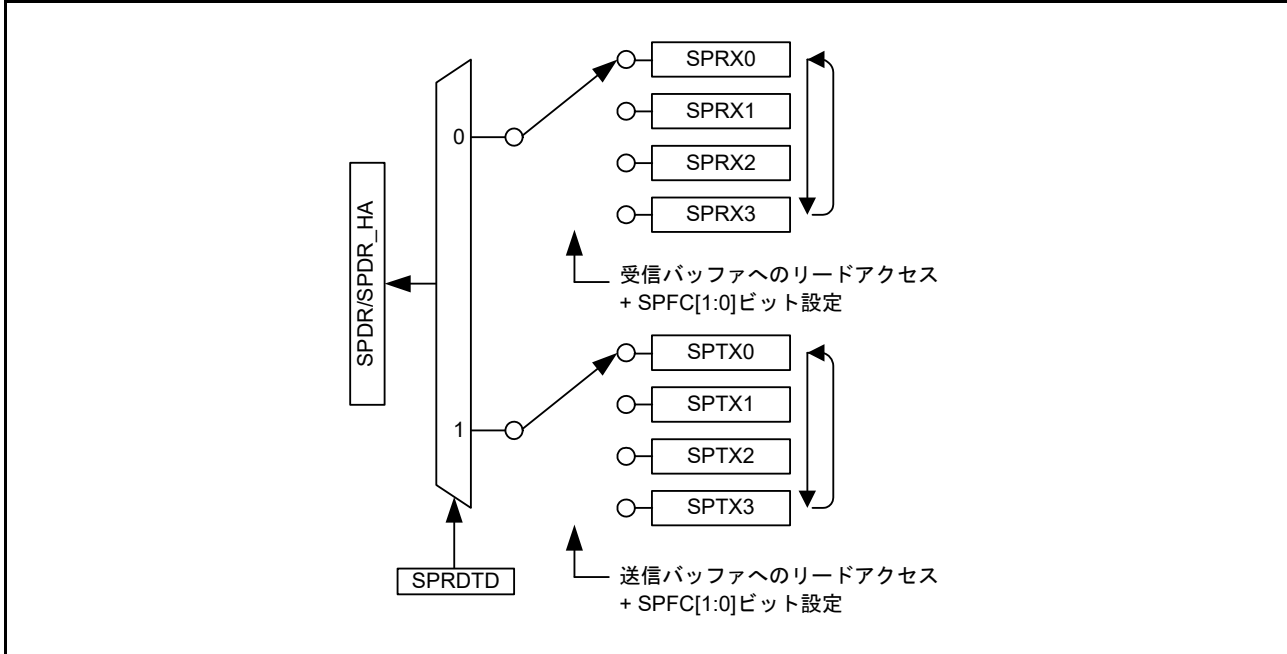 SPRX0
SPRX1
0
SPRX2
SPRX3
SPDR/SPDR_HA
受信バッファへのリードアクセス
+ SPFC[1:0]ビット設定
SPTX0
SPTX1
1
SPTX2
SPTX3
SPRDTD
送信バッファへのリードアクセス
+ SPFC[1:0]ビット設定